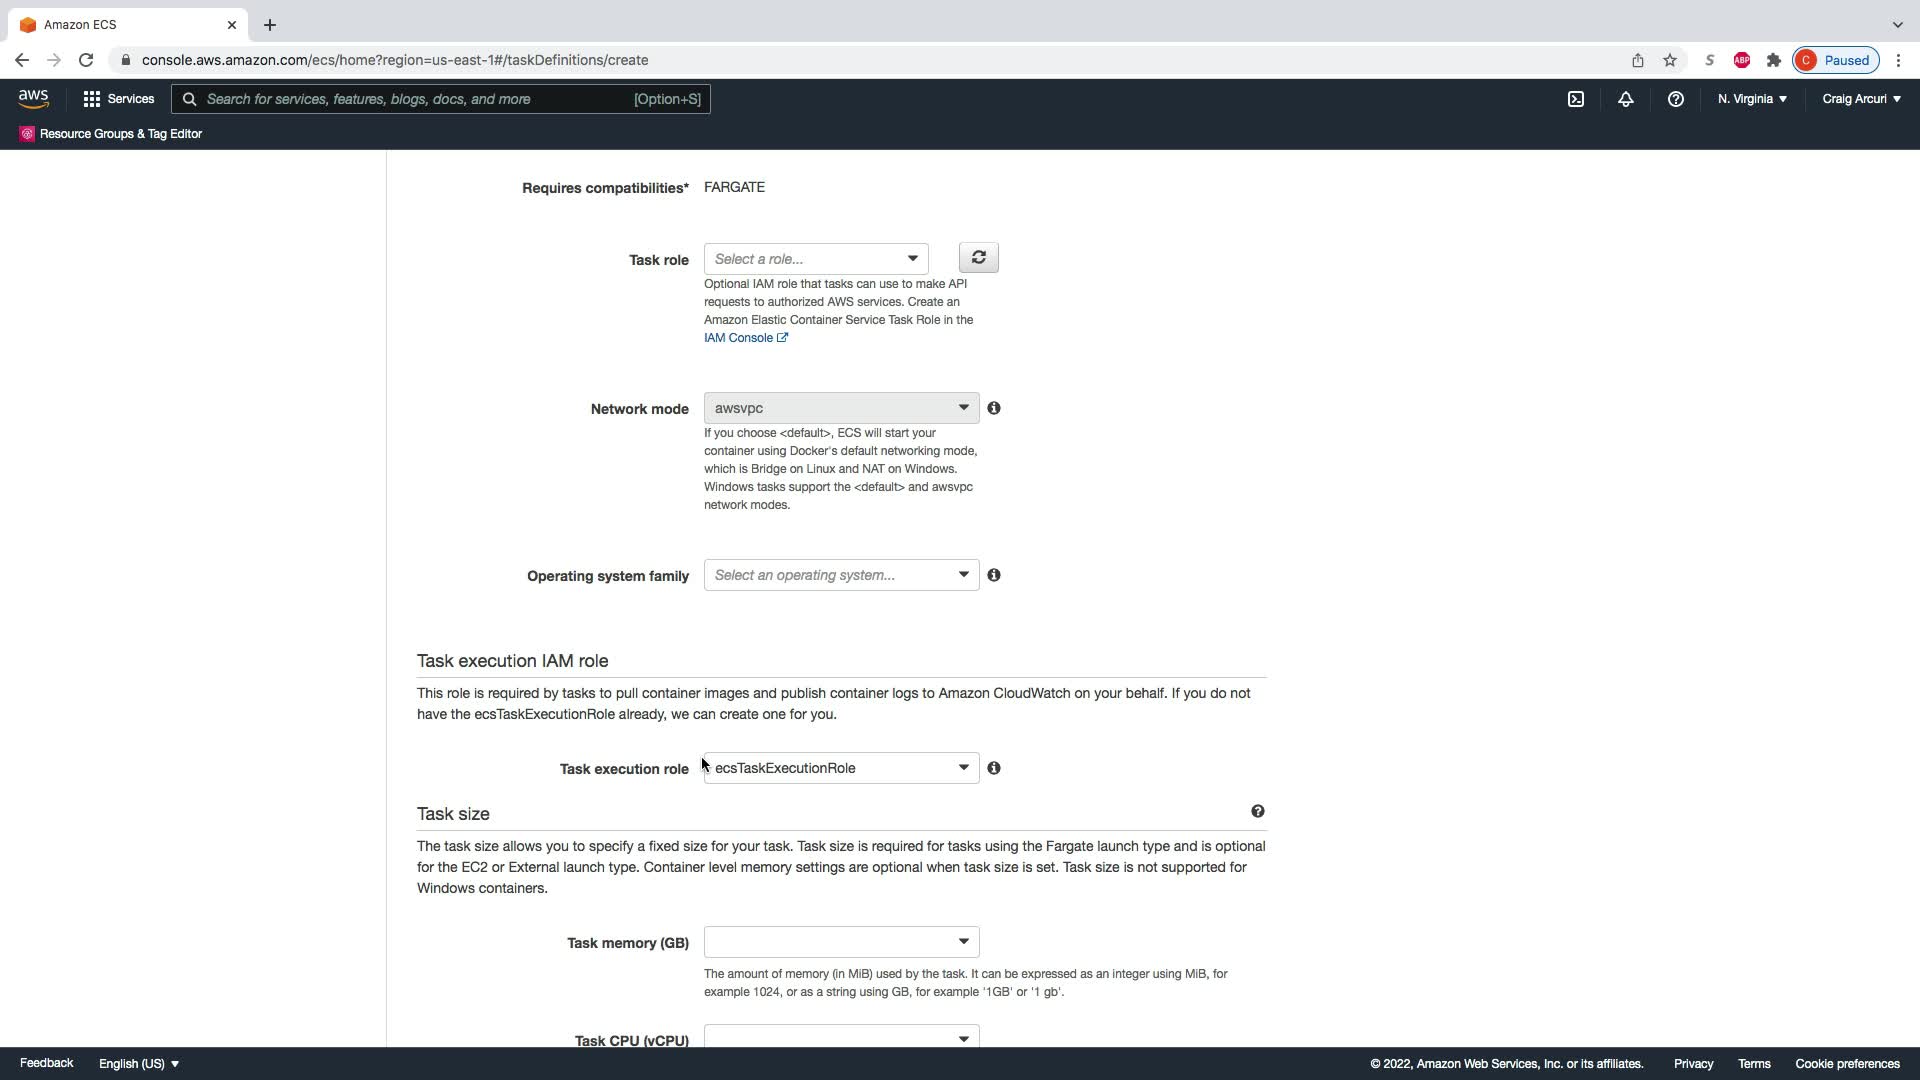 Amazon ECS
console.aws.amazon.com/ecs/home?region=us-east-1#/taskDefinitions/create
S
ABP
C
Paused
aws
Services
Search for services, features, blogs, docs, and more
[Option+S]
N. Virginia
Craig Arcuri
Resource Groups & Tag Editor
Requires compatibilities* FARGATE
Task role
Select a role...
Optional IAM role that tasks can use to make API
requests to authorized AWS services. Create an
Amazon Elastic Container Service Task Role in the
IAM Console
Network mode
awsvpc
If you choose <default>, ECS will start your
container using Docker's default networking mode,
which is Bridge on Linux and NAT on Windows.
Windows tasks support the <default> and awsvpc
network modes.
Operating system family
Select an operating system...
Task execution IAM role
This role is required by tasks to pull container images and publish container logs to Amazon CloudWatch on your behalf. If you do not
have the ecsTaskExecutionRole already, we can create one for you.
Task execution role
ecsTaskExecutionRole
Task size
The task size allows you to specify a fixed size for your task. Task size is required for tasks using the Fargate launch type and is optional
for the EC2 or External launch type. Container level memory settings are optional when task size is set. Task size is not supported for
Windows containers.
Task memory (GB)
The amount of memory (in MiB) used by the task. It can be expressed as an integer using MiB, for
example 1024, or as a string using GB, for example '1GB' or '1 gb'.
Task CPU (vCPU)
Feedback
English (US)
© 2022, Amazon Web Services, Inc. or its affiliates.
Privacy
Terms
Cookie preferences